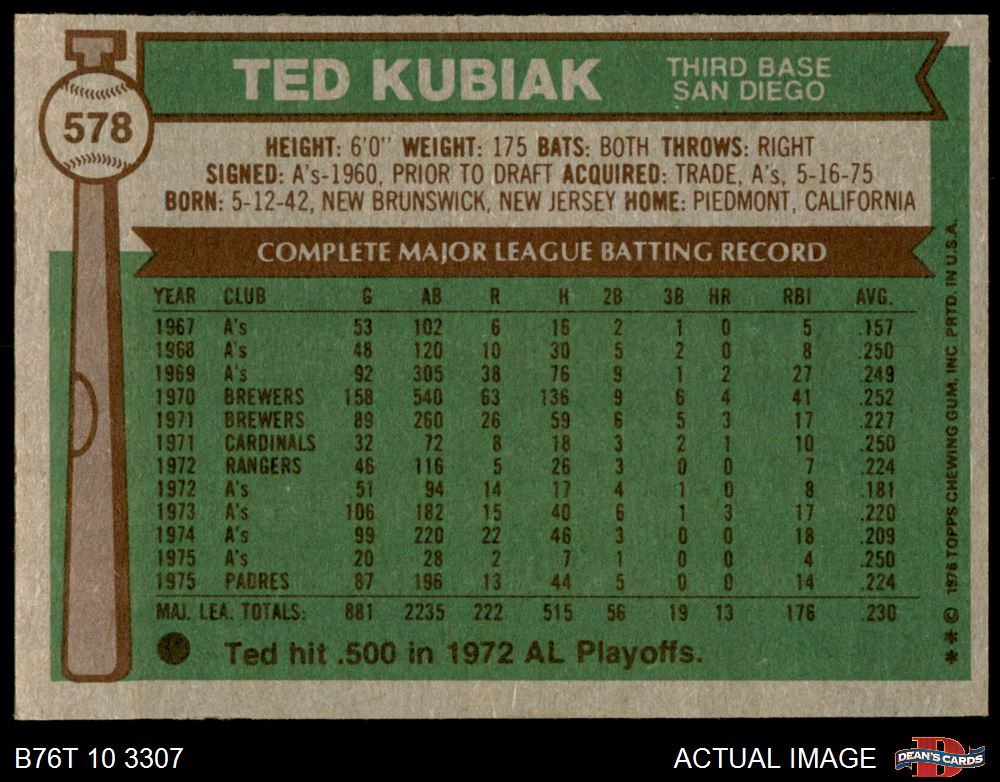 578
TED KUBIAK
THIRD BASE
SAN DIEGO
HEIGHT: 6'0" WEIGHT: 175 BATS: BOTH THROWS: RIGHT
SIGNED: A's-1960, PRIOR TO DRAFT ACQUIRED: TRADE, A's, 5-16-75
BORN: 5-12-42, NEW BRUNSWICK, NEW JERSEY HOME: PIEDMONT, CALIFORNIA
COMPLETE MAJOR LEAGUE BATTING RECORD
YEAR CLUB G AB R H 2B 3B HR RBI AVG.
1967 A's 53 102 6 16 2 1 0 5 .157
1968 A's 48 120 10 30 5 2 0 8 .250
1969 A's 92 305 38 76 9 1 2 27 .249
1970 BREWERS 158 540 63 136 9 6 4 41 .252
1971 BREWERS 89 260 26 59 6 5 3 17 .227
1971 CARDINALS 32 72 8 18 3 2 1 10 .250
1972 RANGERS 46 116 5 26 3 0 0 7 .224
1972 A's 51 94 14 17 4 1 0 8 .181
1973 A's 106 182 15 40 6 1 3 17 .220
1974 A's 99 220 22 46 3 0 0 18 .209
1975 A's 20 28 2 7 1 0 0 4 .250
1975 PADRES 87 196 13 44 5 0 0 14 .224
MAJ. LEA. TOTALS: 881 2235 222 515 56 19 13 176 .230
Ted hit .500 in 1972 AL Playoffs.
** © 1976 TOPPS CHEWING GUM, INC. PRTD. IN U.S.A.
B76T 10 3307
ACTUAL IMAGE
D
DEAN'S CARDS